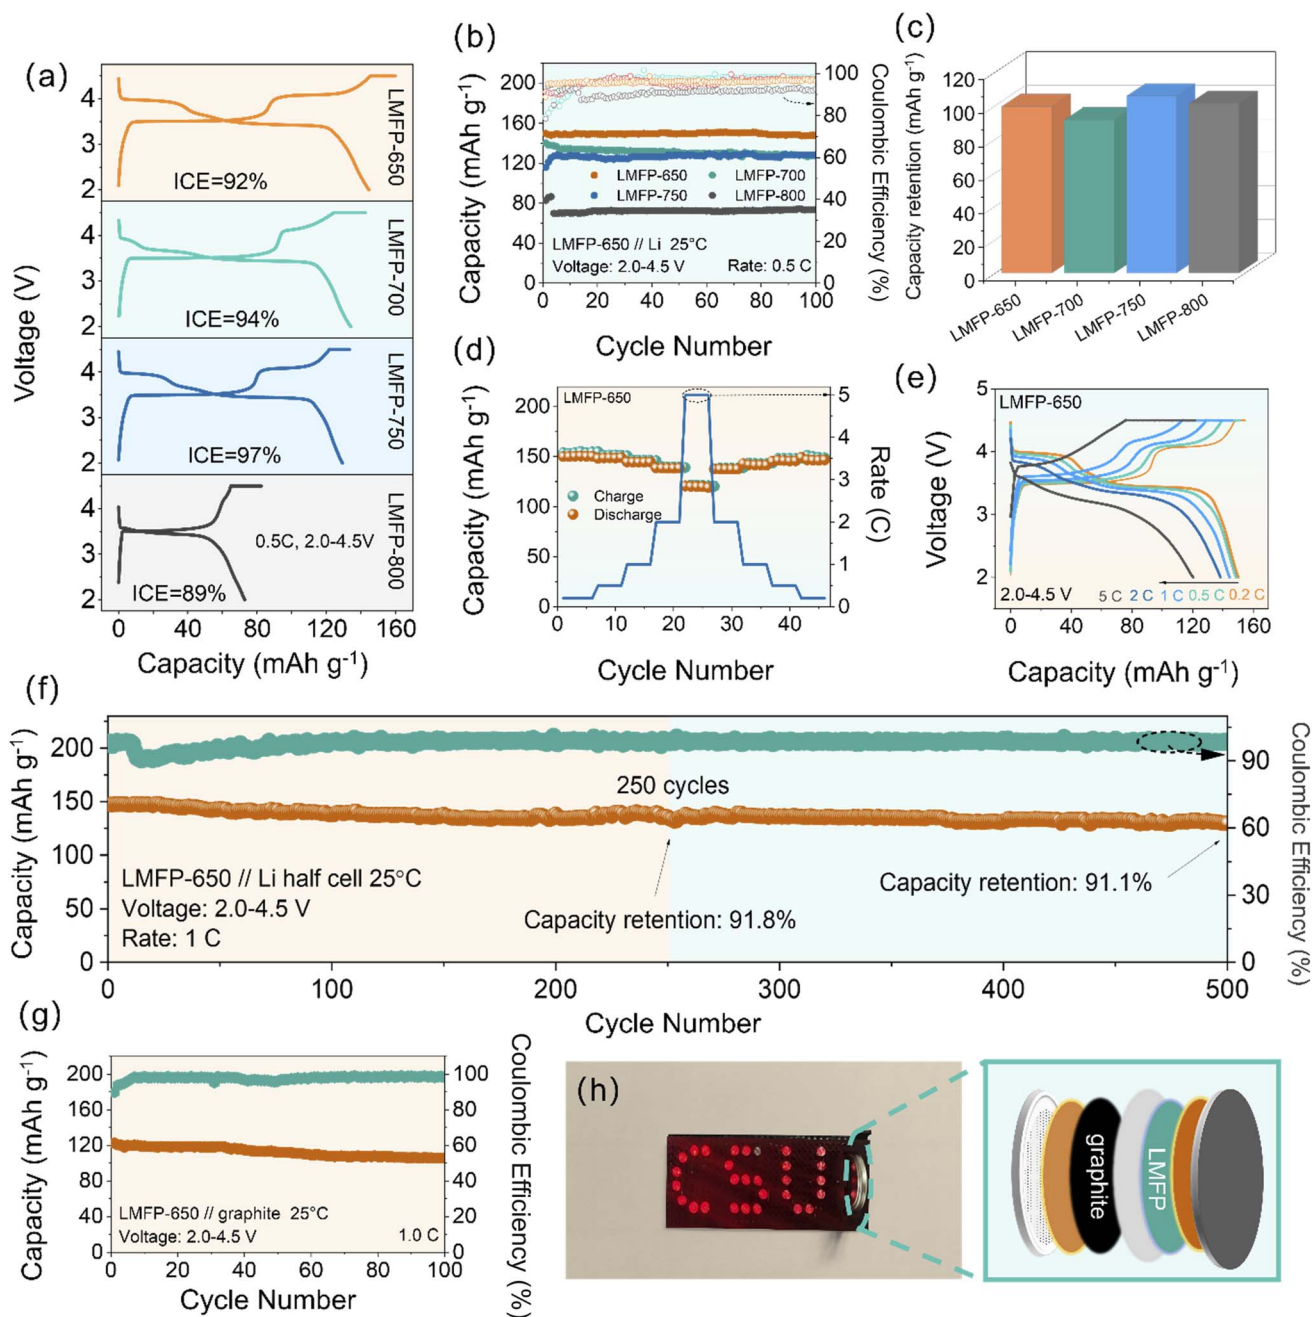 (a)
Voltage (V)
4
3
2
ICE=92%
LMFP-650
4
3
2
ICE=94%
LMFP-700
4
3
2
ICE=97%
LMFP-750
4
3
2
0.5C, 2.0-4.5V
ICE=89%
LMFP-800
0 40 80 120 160
Capacity (mAh g⁻¹)
(b)
Capacity (mAh g⁻¹)
200
160
120
80
40
0
100
80
60
40
20
0
Coulombic Efficiency (%)
LMFP-650 LMFP-700
LMFP-750 LMFP-800
LMFP-650 // Li 25°C
Voltage: 2.0-4.5 V Rate: 0.5 C
0 20 40 60 80 100
Cycle Number
(c)
Capacity retention (mAh g⁻¹)
120
100
80
60
40
20
0
LMFP-650
LMFP-700
LMFP-750
LMFP-800
(d)
Capacity (mAh g⁻¹)
200
150
100
50
0
LMFP-650
Charge
Discharge
5
4
3
2
1
0
Rate (C)
0 10 20 30 40
Cycle Number
(e)
Voltage (V)
5
4
3
2
LMFP-650
2.0-4.5 V
5 C 2 C 1 C 0.5 C 0.2 C
0 40 80 120 160
Capacity (mAh g⁻¹)
(f)
Capacity (mAh g⁻¹)
200
150
100
50
0
250 cycles
LMFP-650 // Li half cell 25°C
Voltage: 2.0-4.5 V
Rate: 1 C
Capacity retention: 91.8%
Capacity retention: 91.1%
90
60
30
0
Coulombic Efficiency (%)
0 100 200 300 400 500
Cycle Number
(g)
Capacity (mAh g⁻¹)
200
160
120
80
40
0
LMFP-650 // graphite 25°C
Voltage: 2.0-4.5 V 1.0 C
100
80
60
40
20
0
Coulombic Efficiency (%)
0 20 40 60 80 100
Cycle Number
(h)
CSU
graphite
LMFP